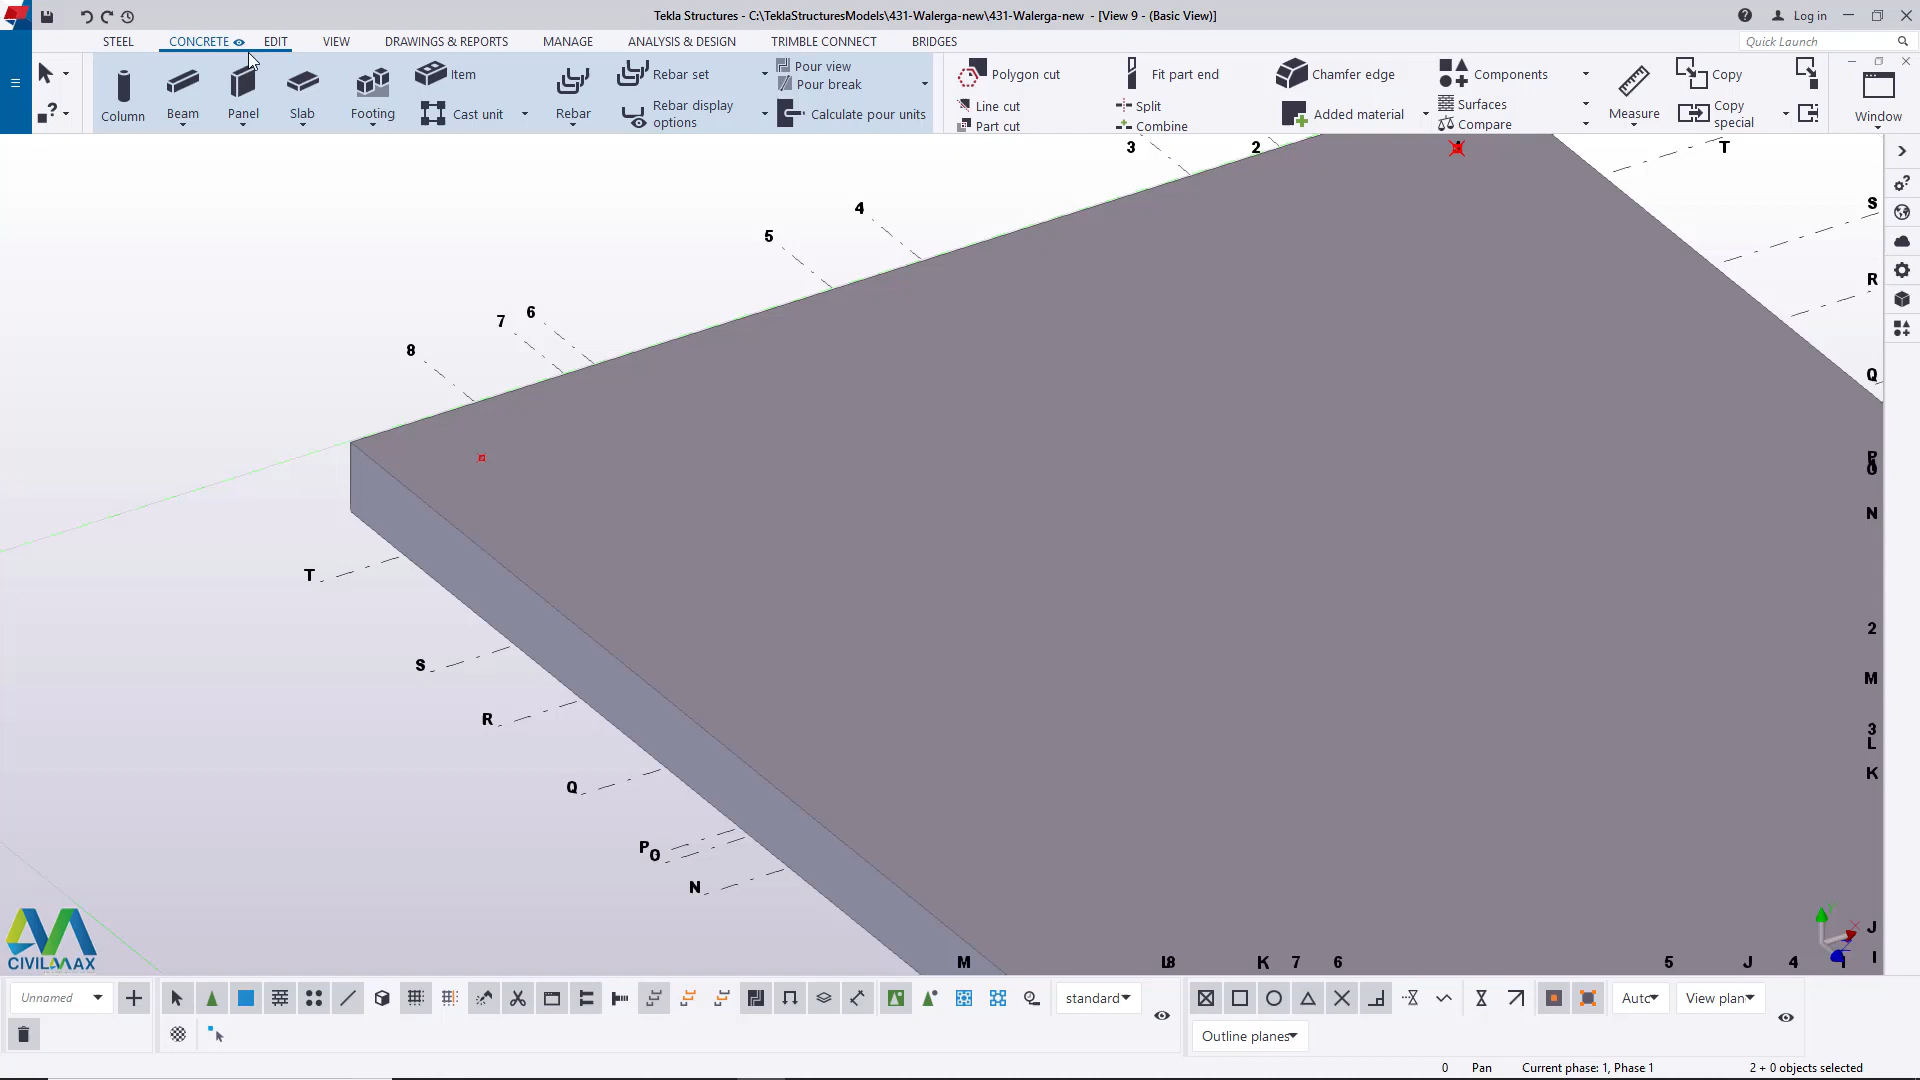 Tekla Structures - C:\TeklaStructuresModels\431-Walerga-new\431-Walerga-new - [View 9 - (Basic View)]
Log in
STEEL CONCRETE EDIT VIEW DRAWINGS & REPORTS MANAGE ANALYSIS & DESIGN TRIMBLE CONNECT BRIDGES
Quick Launch
Column
Beam
Panel
Slab
Footing
Item
Cast unit
Rebar
Rebar set
Rebar display
options
Pour view
Pour break
Calculate pour units
Polygon cut
Line cut
Part cut
Fit part end
Split
Combine
Chamfer edge
Added material
Components
Surfaces
Compare
Measure
Copy
Copy
special
Window
3
2
T
4
S
5
R
6
7
8
Q
P
N
T
2
S
M
R
3
L
K
Q
P
O
N
J
I
M
K
7
6
5
J
4
CIVILMAX
Unnamed
standard
Auto
View plan
Outline planes
0
Pan
Current phase: 1, Phase 1
2 + 0 objects selected